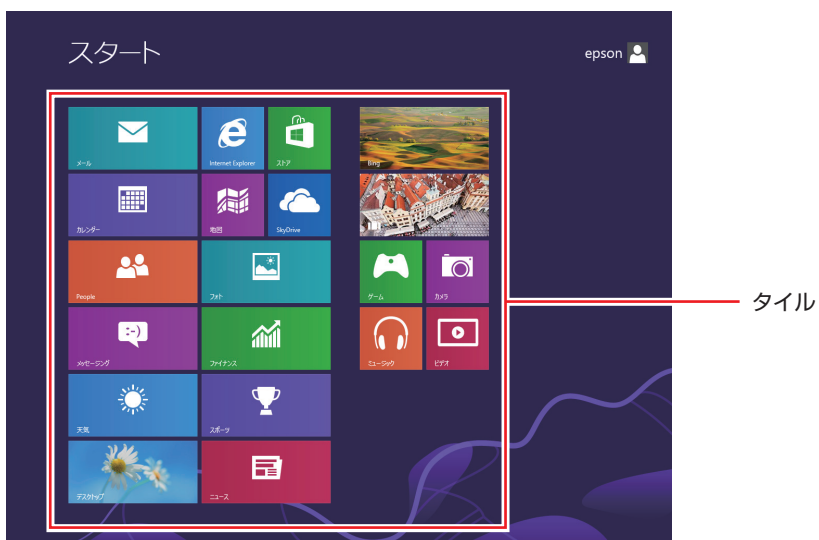 スタート
epson
メール
Internet Explorer
ストア
Bing
カレンダー
地図
SkyDrive
People
フォト
ゲーム
カメラ
メッセージング
ファイナンス
ミュージック
ビデオ
天気
スポーツ
デスクトップ
ニュース
タイル